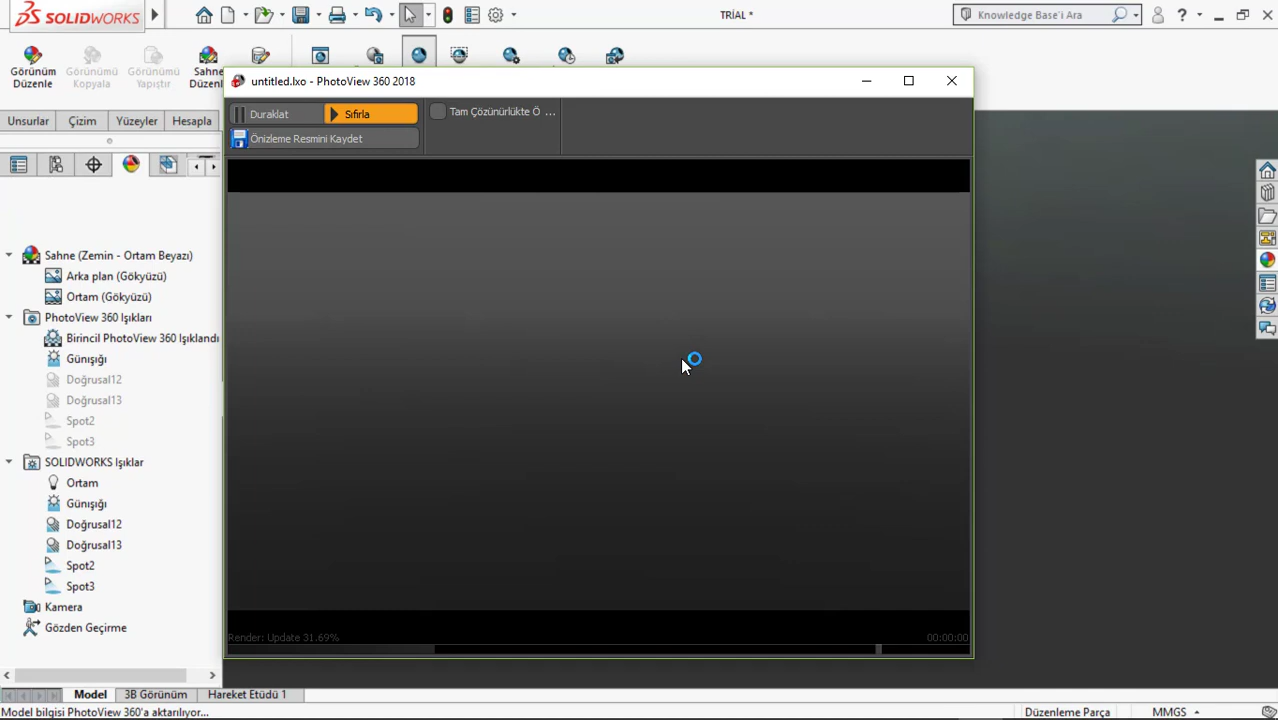 SOLIDWORKS
TRİAL *
Knowledge Base'i Ara
?
Görünüm
Düzenle
Görünümü
Kopyala
Görünümü
Yapıştır
Sahne
Düzenl
untitled.lxo - PhotoView 360 2018
Duraklat
Sıfırla
Tam Çözünürlükte Ö ...
Önizleme Resmini Kaydet
Unsurlar
Çizim
Yüzeyler
Hesapla
Sahne (Zemin - Ortam Beyazı)
Arka plan (Gökyüzü)
Ortam (Gökyüzü)
PhotoView 360 Işıkları
Birincil PhotoView 360 Işıklandı
Günışığı
Doğrusal12
Doğrusal13
Spot2
Spot3
SOLIDWORKS Işıklar
Ortam
Günışığı
Doğrusal12
Doğrusal13
Spot2
Spot3
Kamera
Gözden Geçirme
Render: Update 31.69%
00:00:00
Model
3B Görünüm
Hareket Etüdü 1
Model bilgisi PhotoView 360'a aktarılıyor...
Düzenleme Parça
MMGS